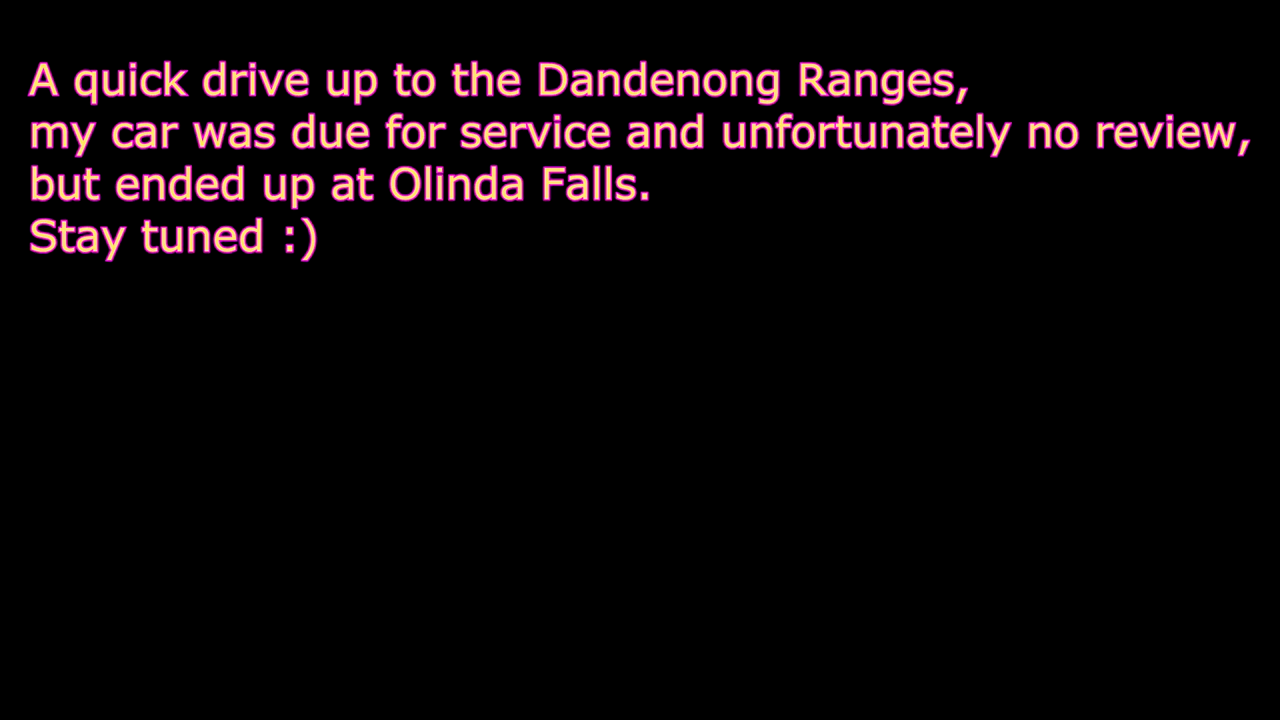 A quick drive up to the Dandenong Ranges,
my car was due for service and unfortunately no review,
but ended up at Olinda Falls.
Stay tuned :)